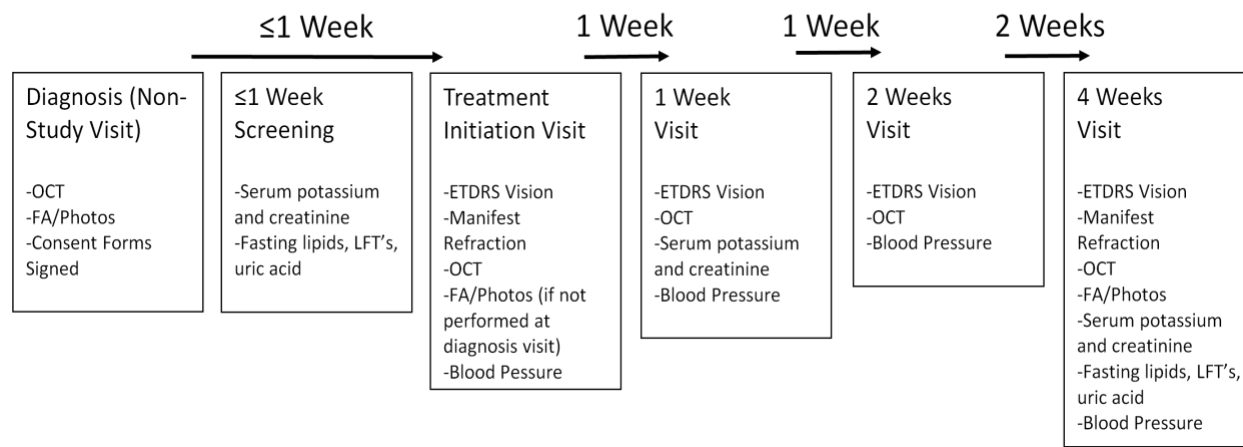 ≤1 Week
1 Week
1 Week
2 Weeks
Diagnosis (Non-
Study Visit)
-OCT
-FA/Photos
-Consent Forms
Signed
≤1 Week
Screening
-Serum potassium
and creatinine
-Fasting lipids, LFT's,
uric acid
Treatment
Initiation Visit
-ETDRS Vision
-Manifest
Refraction
-OCT
-FA/Photos (if not
performed at
diagnosis visit)
-Blood Pessure
1 Week
Visit
-ETDRS Vision
-OCT
-Serum potassium
and creatinine
-Blood Pressure
2 Weeks
Visit
-ETDRS Vision
-OCT
-Blood Pressure
4 Weeks
Visit
-ETDRS Vision
-Manifest
Refraction
-OCT
-FA/Photos
-Serum potassium
and creatinine
-Fasting lipids, LFT's,
uric acid
-Blood Pressure